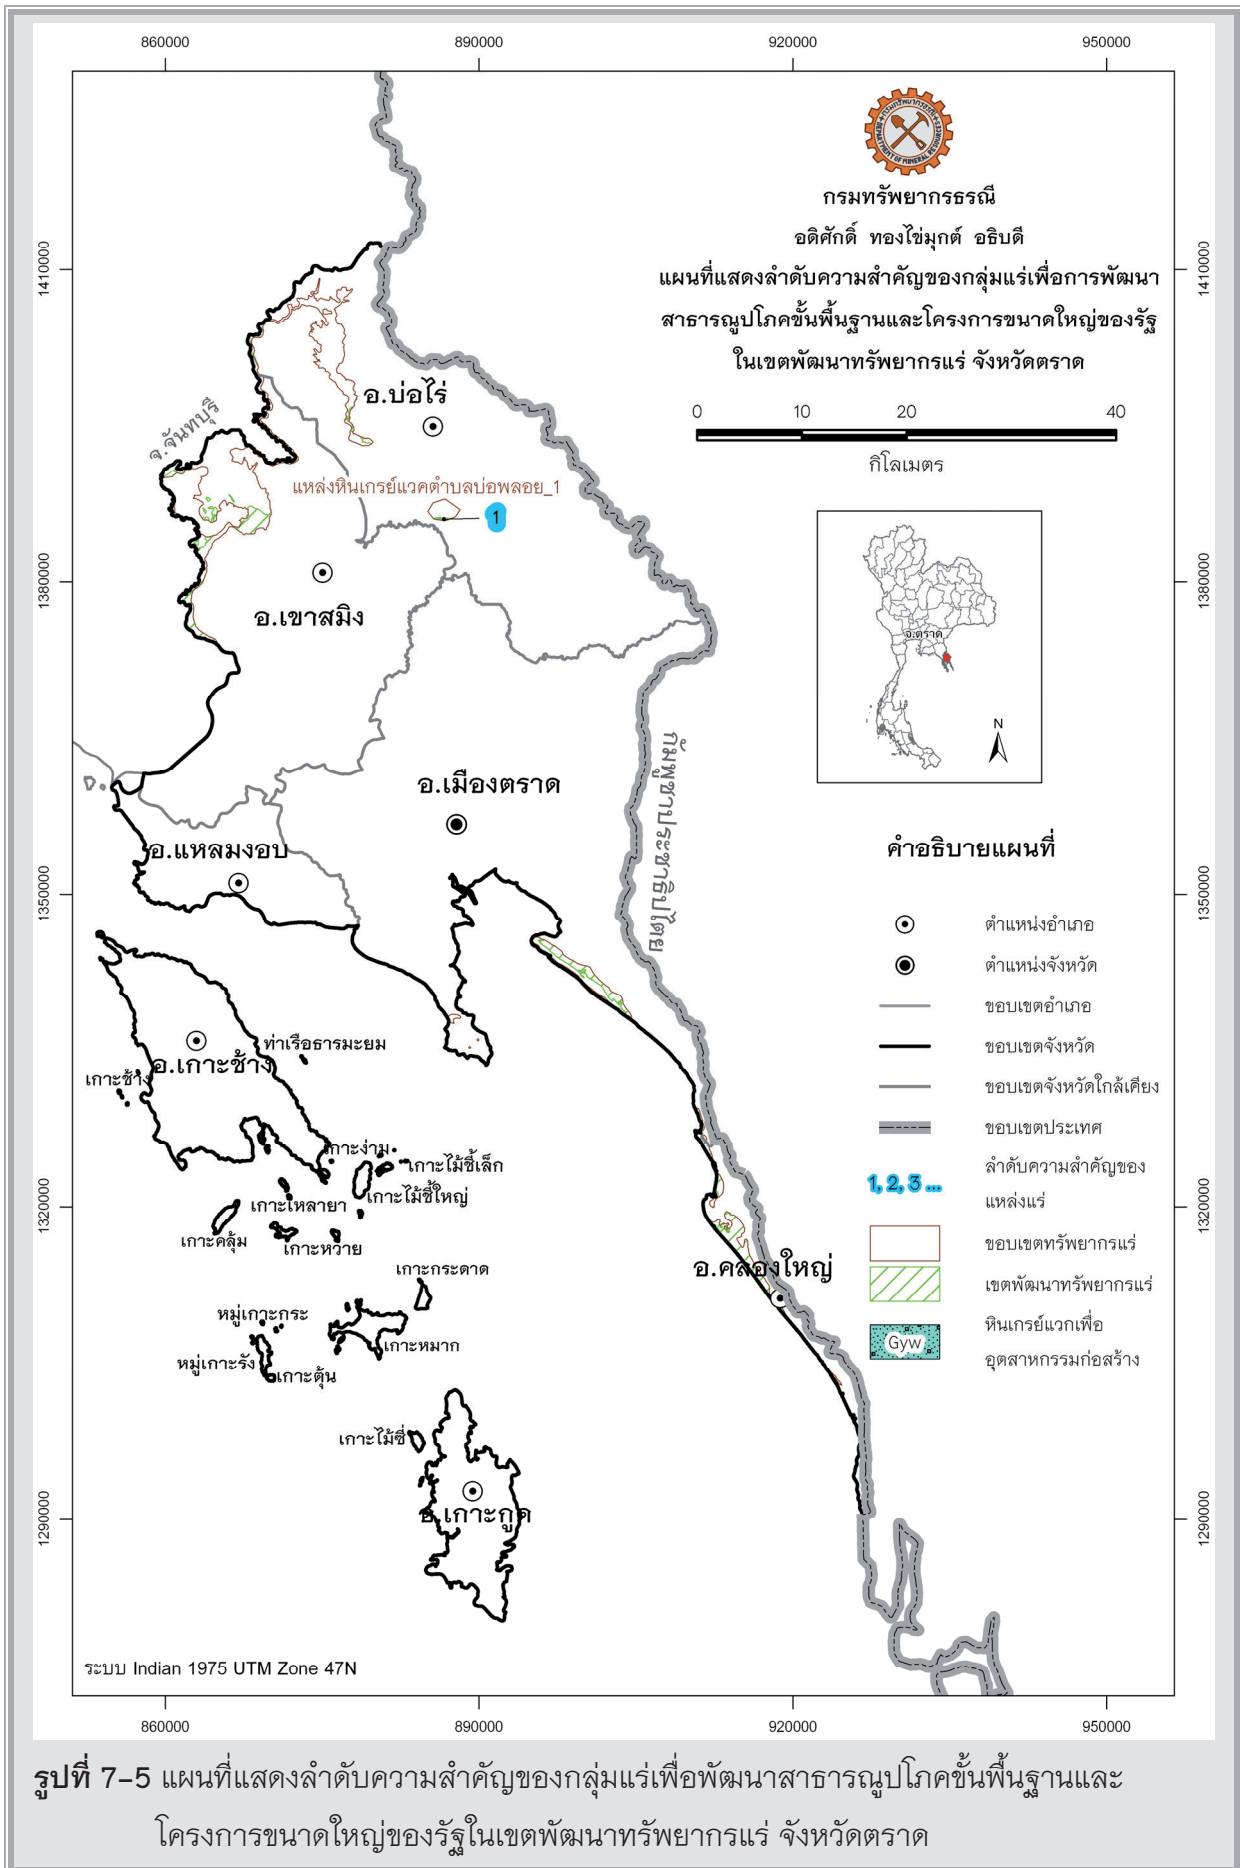 860000 890000 920000 950000
กรมทรัพยากรธรณี
DEPARTMENT OF MINERAL RESOURCES
กรมทรัพยากรธรณี
อดิศักดิ์ ทองไข่มุกต์ อธิบดี
แผนที่แสดงลำดับความสำคัญของกลุ่มแร่เพื่อการพัฒนา
สาธารณูปโภคขั้นพื้นฐานและโครงการขนาดใหญ่ของรัฐ
ในเขตพัฒนาทรัพยากรแร่ จังหวัดตราด
0 10 20 40
กิโลเมตร
1410000 1410000
อ.บ่อไร่
จ.จันทบุรี
แหล่งหินเกรย์แวคตำบลบ่อพลอย_1
1
1380000 1380000
อ.เขาสมิง
จ.ตราด
N
กัมพูชาประชาธิปไตย
อ.เมืองตราด
อ.แหลมงอบ
1350000 1350000
ท่าเรือธารมะยม
อ.เกาะช้าง
เกาะช้าง
เกาะง่าม
เกาะไม้ซี้เล็ก
เกาะไม้ซี้ใหญ่
เกาะเหลายา
1320000 1320000
เกาะคลุ้ม
เกาะหวาย
เกาะกระดาด
อ.คลองใหญ่
หมู่เกาะกระ
เกาะหมาก
หมู่เกาะรัง
เกาะตุ้น
เกาะไม้ซี่
อ.เกาะกูด
1290000 1290000
คำอธิบายแผนที่
ตำแหน่งอำเภอ
ตำแหน่งจังหวัด
ขอบเขตอำเภอ
ขอบเขตจังหวัด
ขอบเขตจังหวัดใกล้เคียง
ขอบเขตประเทศ
1, 2, 3 ... ลำดับความสำคัญของ
แหล่งแร่
ขอบเขตทรัพยากรแร่
เขตพัฒนาทรัพยากรแร่
Gyw หินเกรย์แวกเพื่อ
อุตสาหกรรมก่อสร้าง
ระบบ Indian 1975 UTM Zone 47N
860000 890000 920000 950000
รูปที่ 7-5 แผนที่แสดงลำดับความสำคัญของกลุ่มแร่เพื่อพัฒนาสาธารณูปโภคขั้นพื้นฐานและ
โครงการขนาดใหญ่ของรัฐในเขตพัฒนาทรัพยากรแร่ จังหวัดตราด